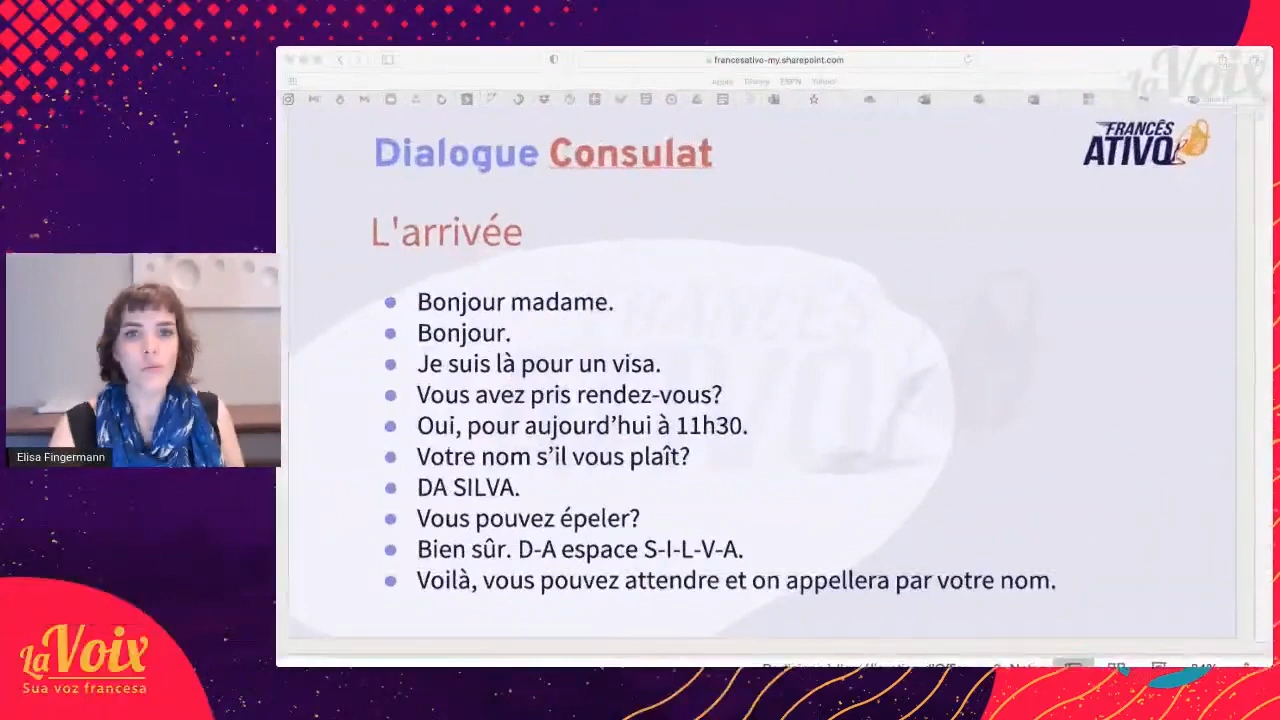 francesativo-my.sharepoint.com
La Voix
Dialogue Consulat
FRANCÊS
ATIVO
L'arrivée
Bonjour madame.
Bonjour.
Je suis là pour un visa.
Vous avez pris rendez-vous?
Oui, pour aujourd’hui à 11h30.
Votre nom s’il vous plaît?
DA SILVA.
Vous pouvez épeler?
Bien sûr. D-A espace S-I-L-V-A.
Voilà, vous pouvez attendre et on appellera par votre nom.
Elisa Fingermann
La Voix
Sua voz francesa